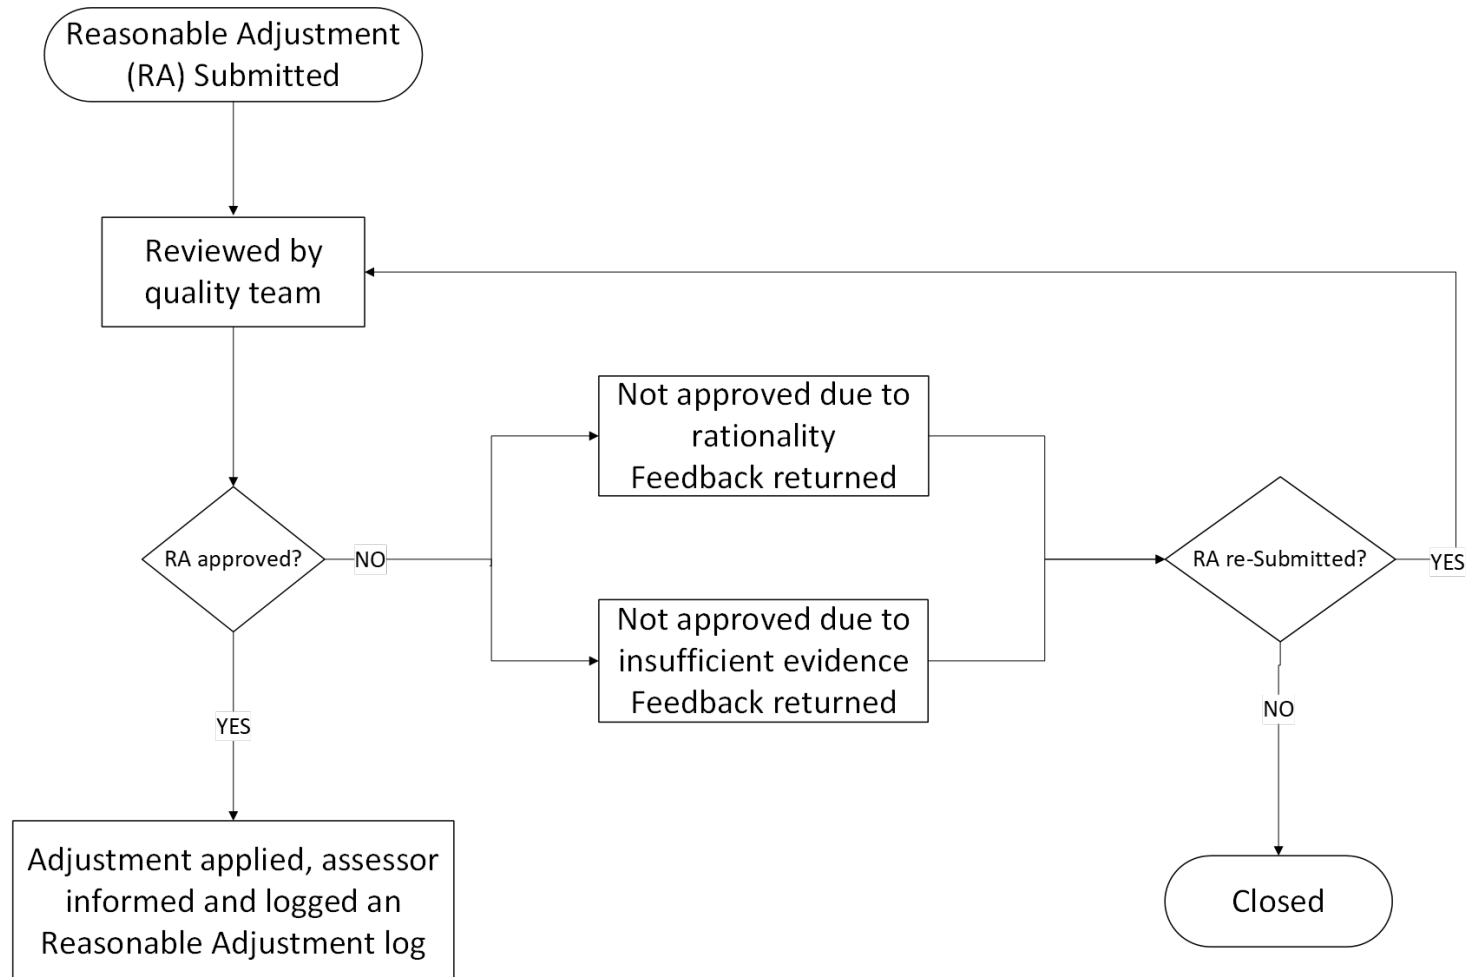 Reasonable Adjustment
(RA) Submitted
Reviewed by
quality team
Not approved due to
rationality
Feedback returned
RA approved?
NO
RA re-Submitted?
YES
Not approved due to
insufficient evidence
Feedback returned
YES
NO
Adjustment applied, assessor
informed and logged an
Reasonable Adjustment log
Closed